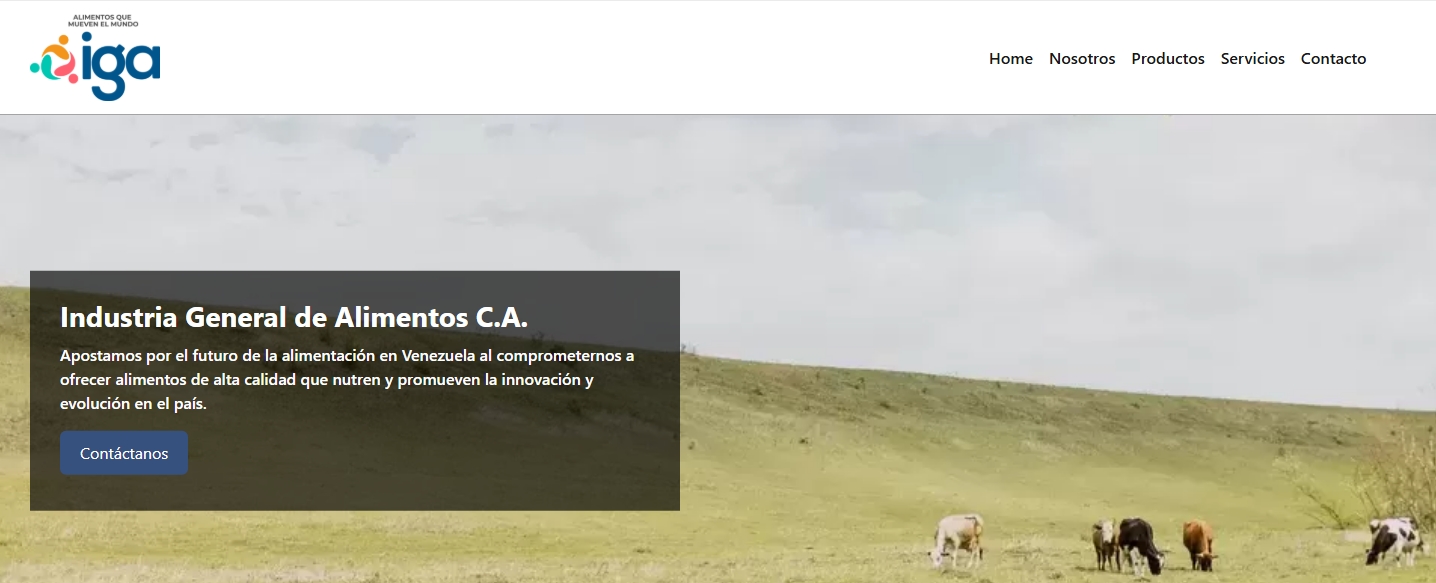 ALIMENTOS QUE
MUEVEN EL MUNDO
iga
Home Nosotros Productos Servicios Contacto
Industria General de Alimentos C.A.
Apostamos por el futuro de la alimentación en Venezuela al comprometernos a
ofrecer alimentos de alta calidad que nutren y promueven la innovación y
evolución en el país.
Contáctanos